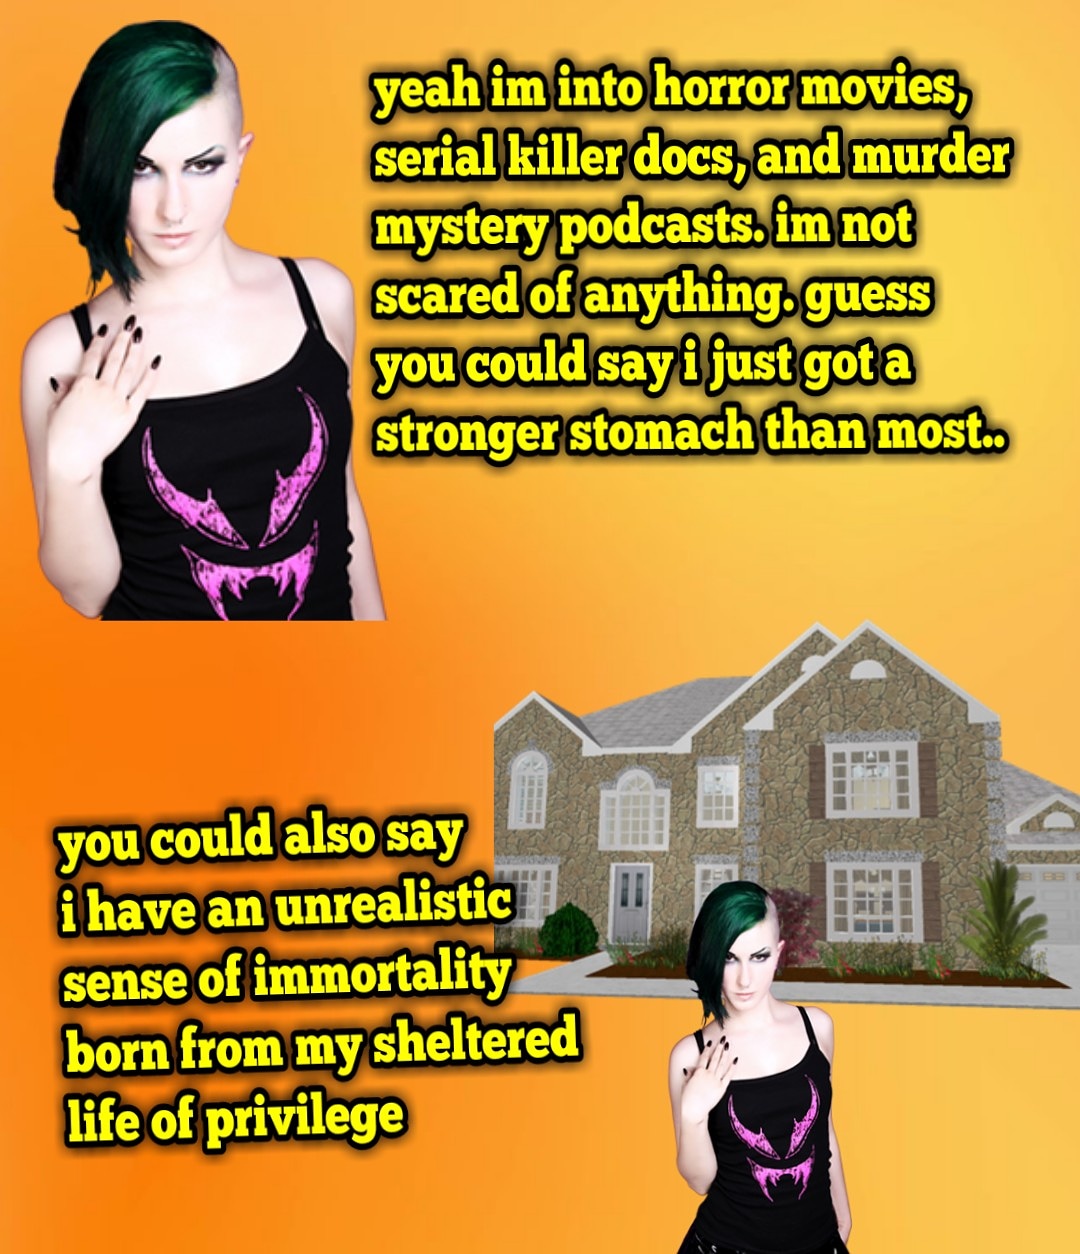 yeah im into horror movies,
serial killer docs, and murder
mystery podcasts. im not
scared of anything. guess
you could say i just got a
stronger stomach than most..
you could also say
i have an unrealistic
sense of immortality
born from my sheltered
life of privilege